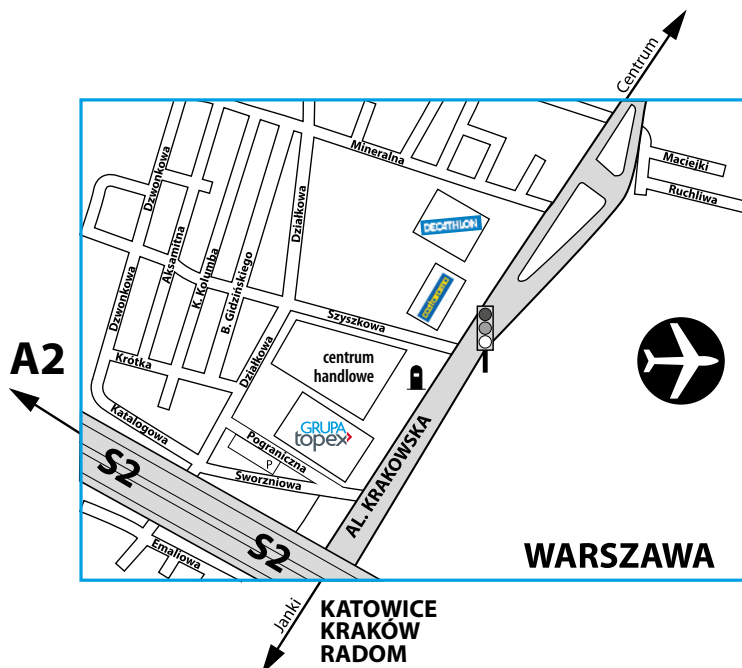 Centrum
Maciejki
Ruchliwa
Mineralna
Dzwonkowa
Działkowa
DECATHLON
Aksamitna
K. Kolumba
B. Gidzińskiego
Dzwonkowa
castorama
Szyszkowa
Krótka
Działkowa
centrum
handlowe
A2
Katalogowa
GRUPA
topex
Pograniczna
P
Sworzniowa
AL. KRAKOWSKA
S2
S2
Emaliowa
WARSZAWA
Janki
KATOWICE
KRAKÓW
RADOM